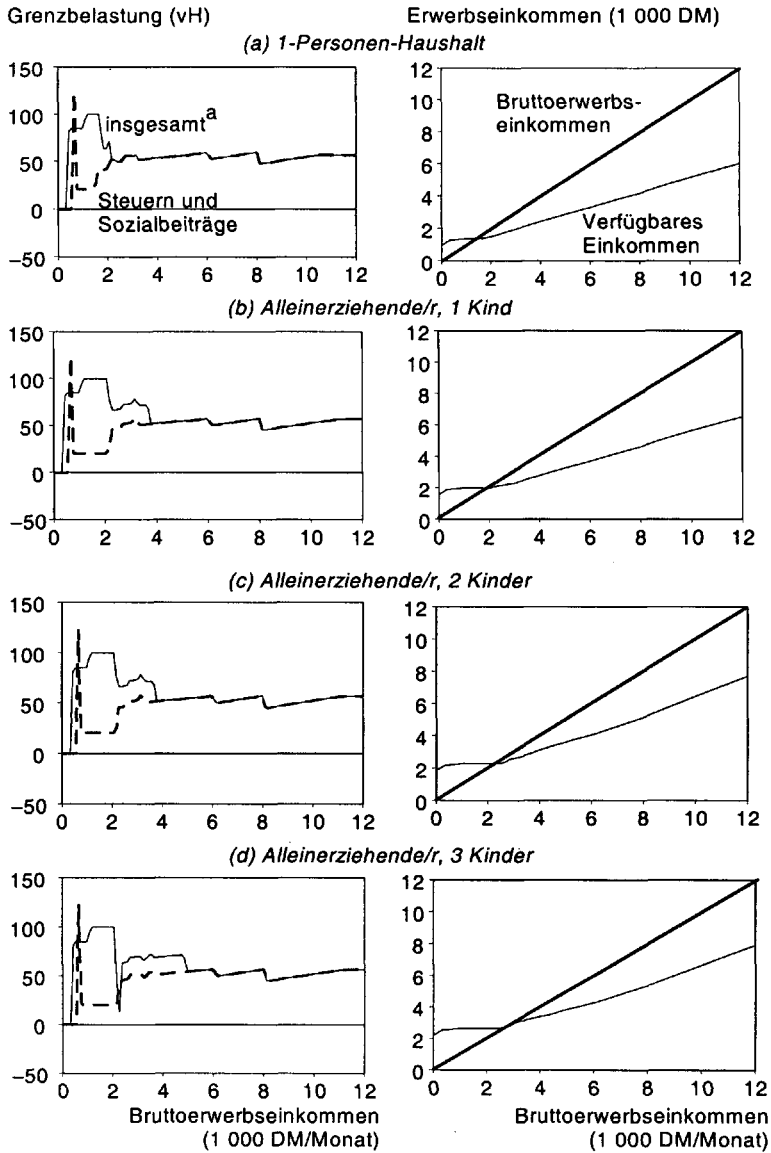 Grenzbelastung (vH)
Erwerbseinkommen (1 000 DM)
(a) 1-Personen-Haushalt
150
100
50
0
−50
0 2 4 6 8 10 12
insgesamt a
Steuern und
Sozialbeiträge
12
10
8
6
4
2
0
0 2 4 6 8 10 12
Bruttoerwerbs-
einkommen
Verfügbares
Einkommen
(b) Alleinerziehende/r, 1 Kind
150
100
50
0
−50
0 2 4 6 8 10 12
12
10
8
6
4
2
0
0 2 4 6 8 10 12
(c) Alleinerziehende/r, 2 Kinder
150
100
50
0
−50
0 2 4 6 8 10 12
12
10
8
6
4
2
0
0 2 4 6 8 10 12
(d) Alleinerziehende/r, 3 Kinder
150
100
50
0
−50
0 2 4 6 8 10 12
Bruttoerwerbseinkommen
(1 000 DM/Monat)
12
10
8
6
4
2
0
0 2 4 6 8 10 12
Bruttoerwerbseinkommen
(1 000 DM/Monat)